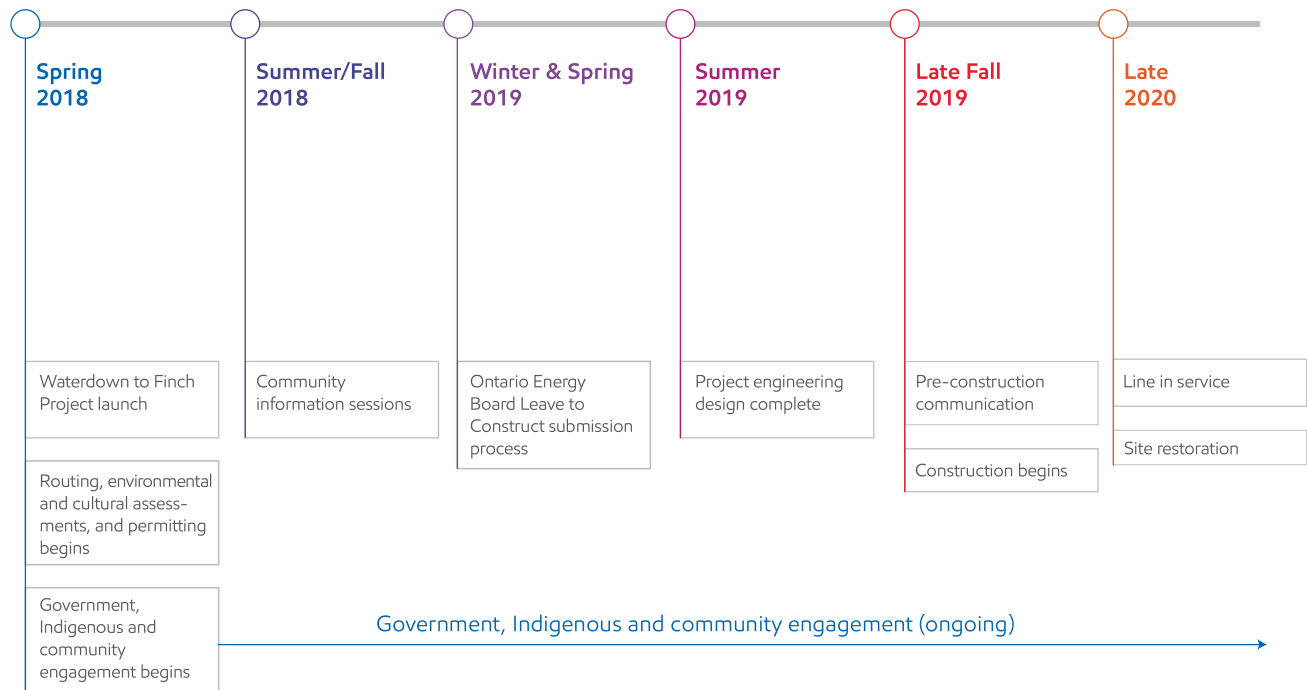 Spring
2018
Waterdown to Finch
Project launch
Routing, environmental
and cultural assess-
ments, and permitting
begins
Government,
Indigenous and
community
engagement begins
Summer/Fall
2018
Community
information sessions
Winter & Spring
2019
Ontario Energy
Board Leave to
Construct submission
process
Summer
2019
Project engineering
design complete
Late Fall
2019
Pre-construction
communication
Construction begins
Late
2020
Line in service
Site restoration
Government, Indigenous and community engagement (ongoing)